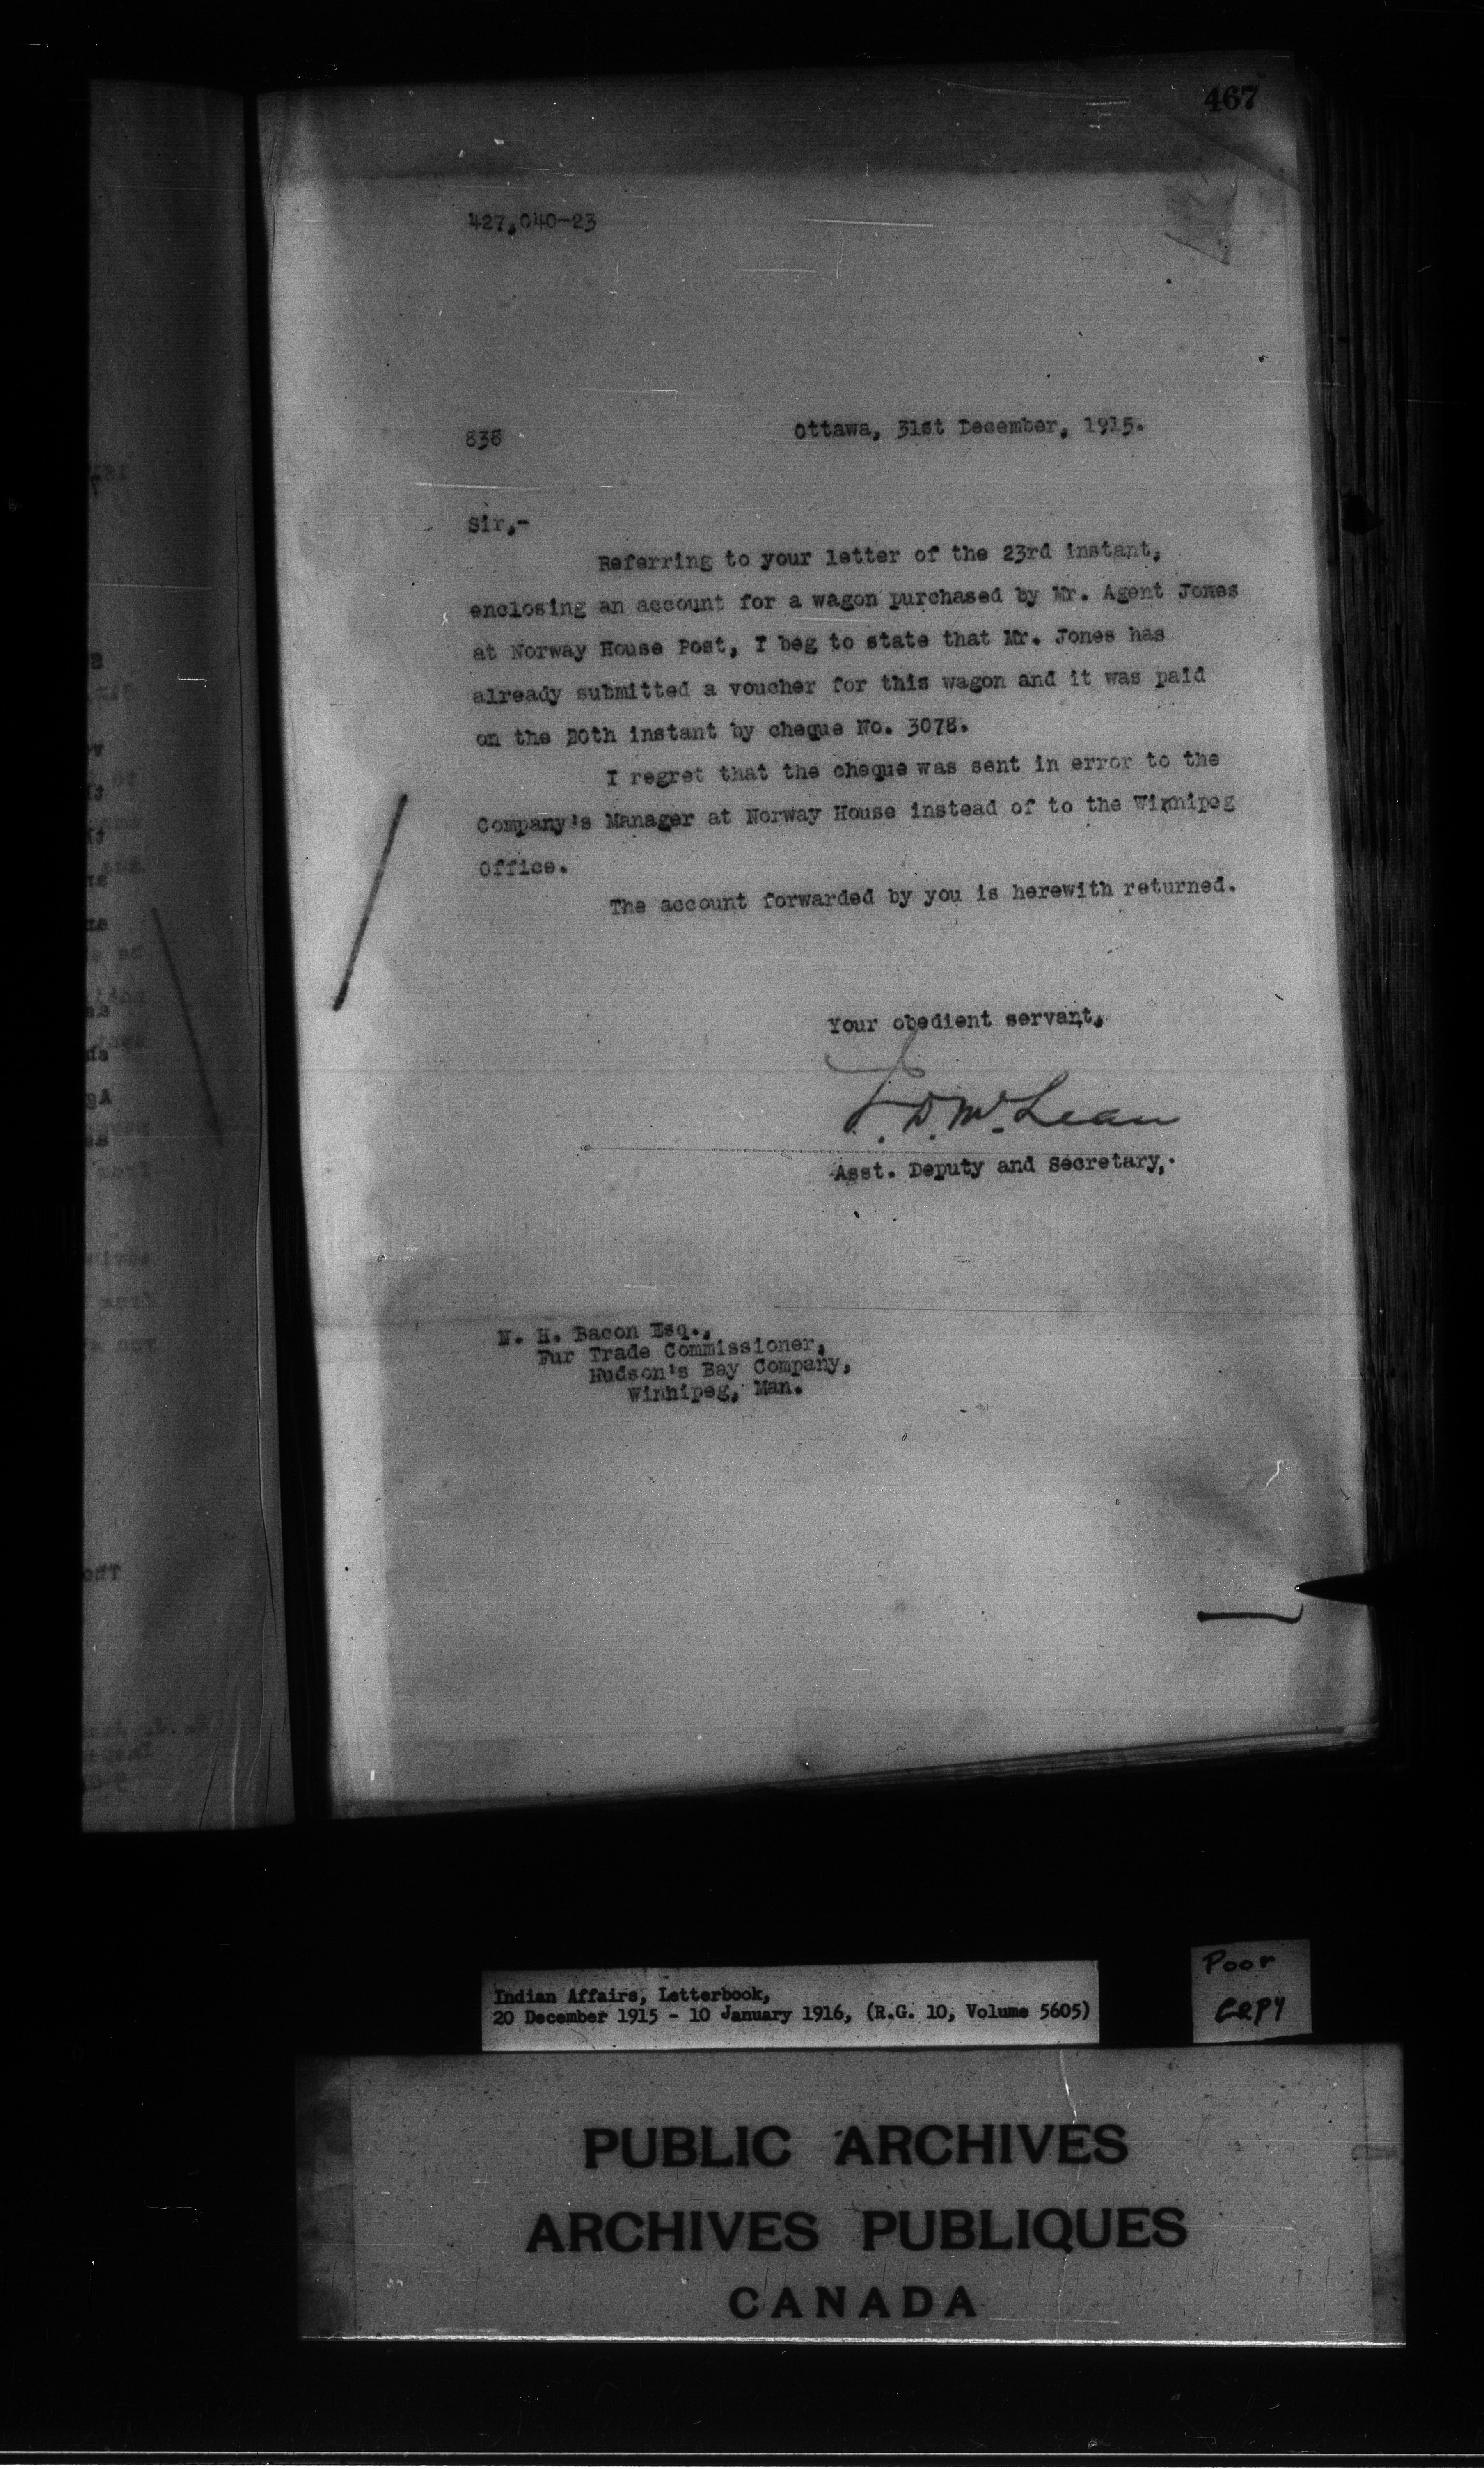 467
427,040-23
838 Ottawa, 31st December, 1915.
Sir,-
Referring to your letter of the 23rd instant,
enclosing an account for a wagon purchased by Mr. Agent Jones
at Norway House Post, I beg to state that Mr. Jones has
already submitted a voucher for this wagon and it was paid
on the 20th instant by cheque No. 3078.
I regret that the cheque was sent in error to the
Company's Manager at Norway House instead of to the Winnipeg
Office.
The account forwarded by you is herewith returned.
Your obedient servant,
J. D. McLean
Asst. Deputy and Secretary,
N. H. Bacon Esq.,
Fur Trade Commissioner,
Hudson's Bay Company,
Winnipeg, Man.
Indian Affairs, Letterbook,
20 December 1915 - 10 January 1916, (R.G. 10, Volume 5605)
Poor
Copy
PUBLIC ARCHIVES
ARCHIVES PUBLIQUES
CANADA